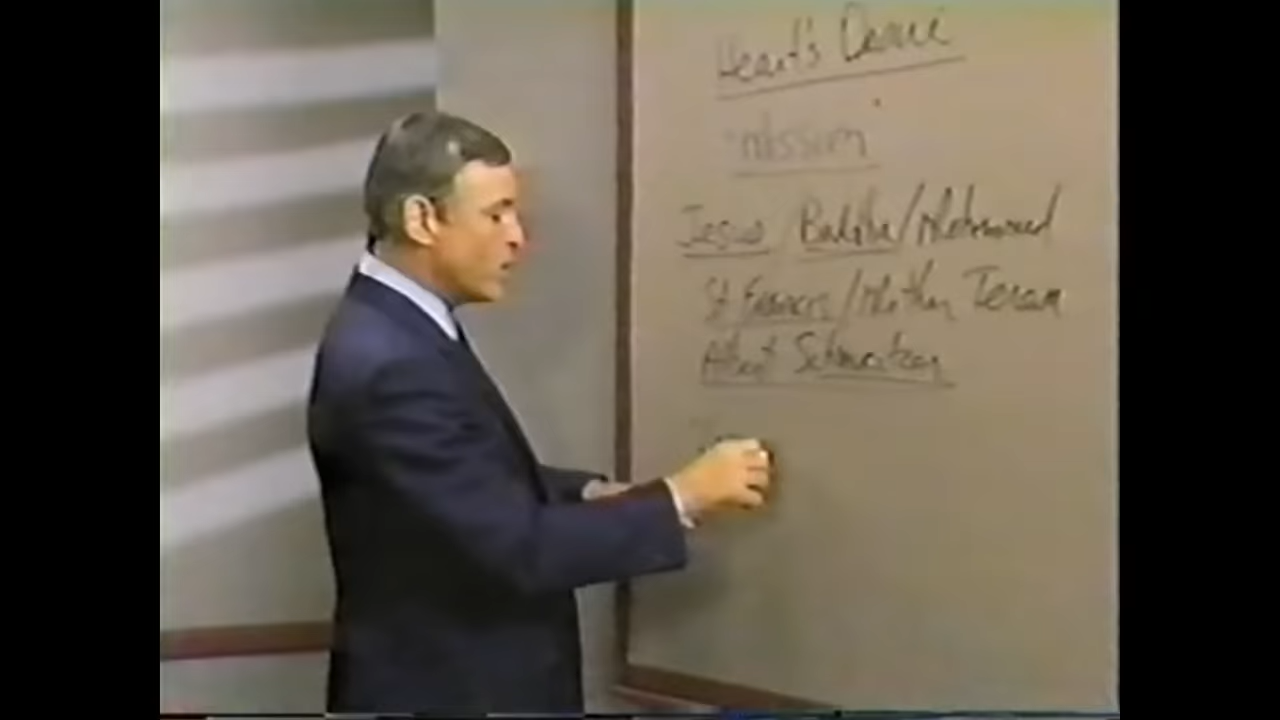 Heart's Desire
"mission"
Jesus / Buddha / Mohammed
St Francis / Mother Teresa
Albert Schweitzer